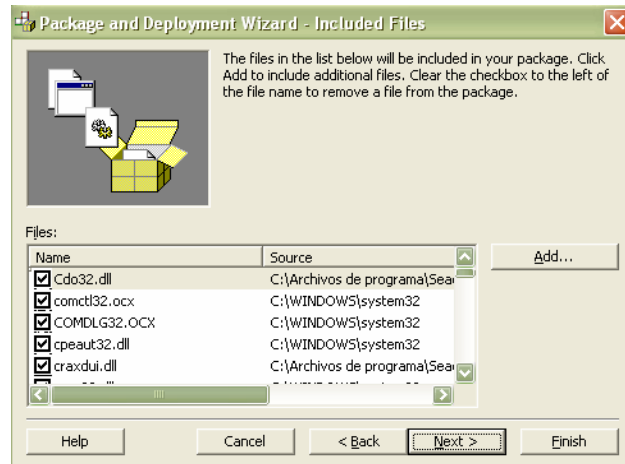 Package and Deployment Wizard - Included Files
The files in the list below will be included in your package. Click
Add to include additional files. Clear the checkbox to the left of
the file name to remove a file from the package.
Files:
Name Source
Cdo32.dll C:\Archivos de programa\Sea
comctl32.ocx C:\WINDOWS\system32
COMDLG32.OCX C:\WINDOWS\system32
cpeaut32.dll C:\WINDOWS\system32
craxdui.dll C:\Archivos de programa\Sea
Add...
Help Cancel < Back Next > Finish